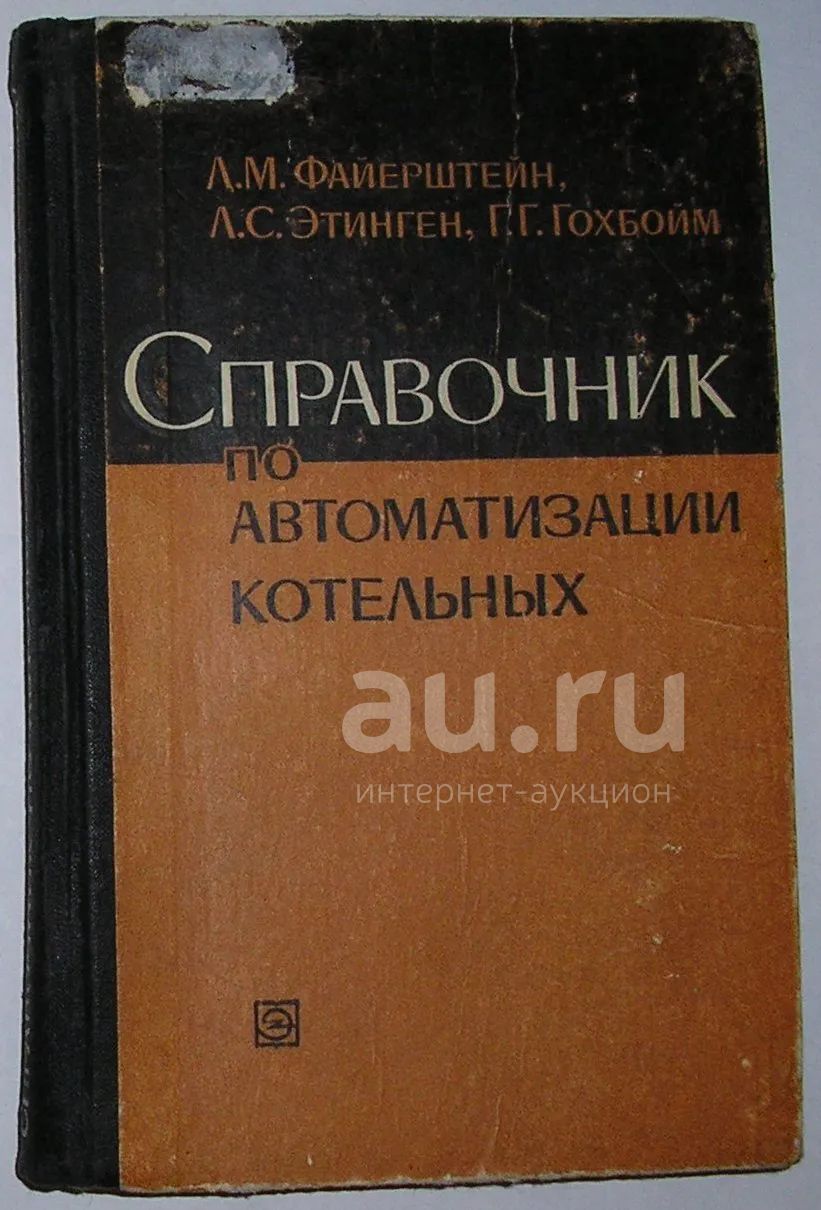 Л.М. Файерштейн,
Л.С. Этинген, Г.Г. Гохбойм
Справочник
по
автоматизации
котельных
au.ru
интернет-аукцион